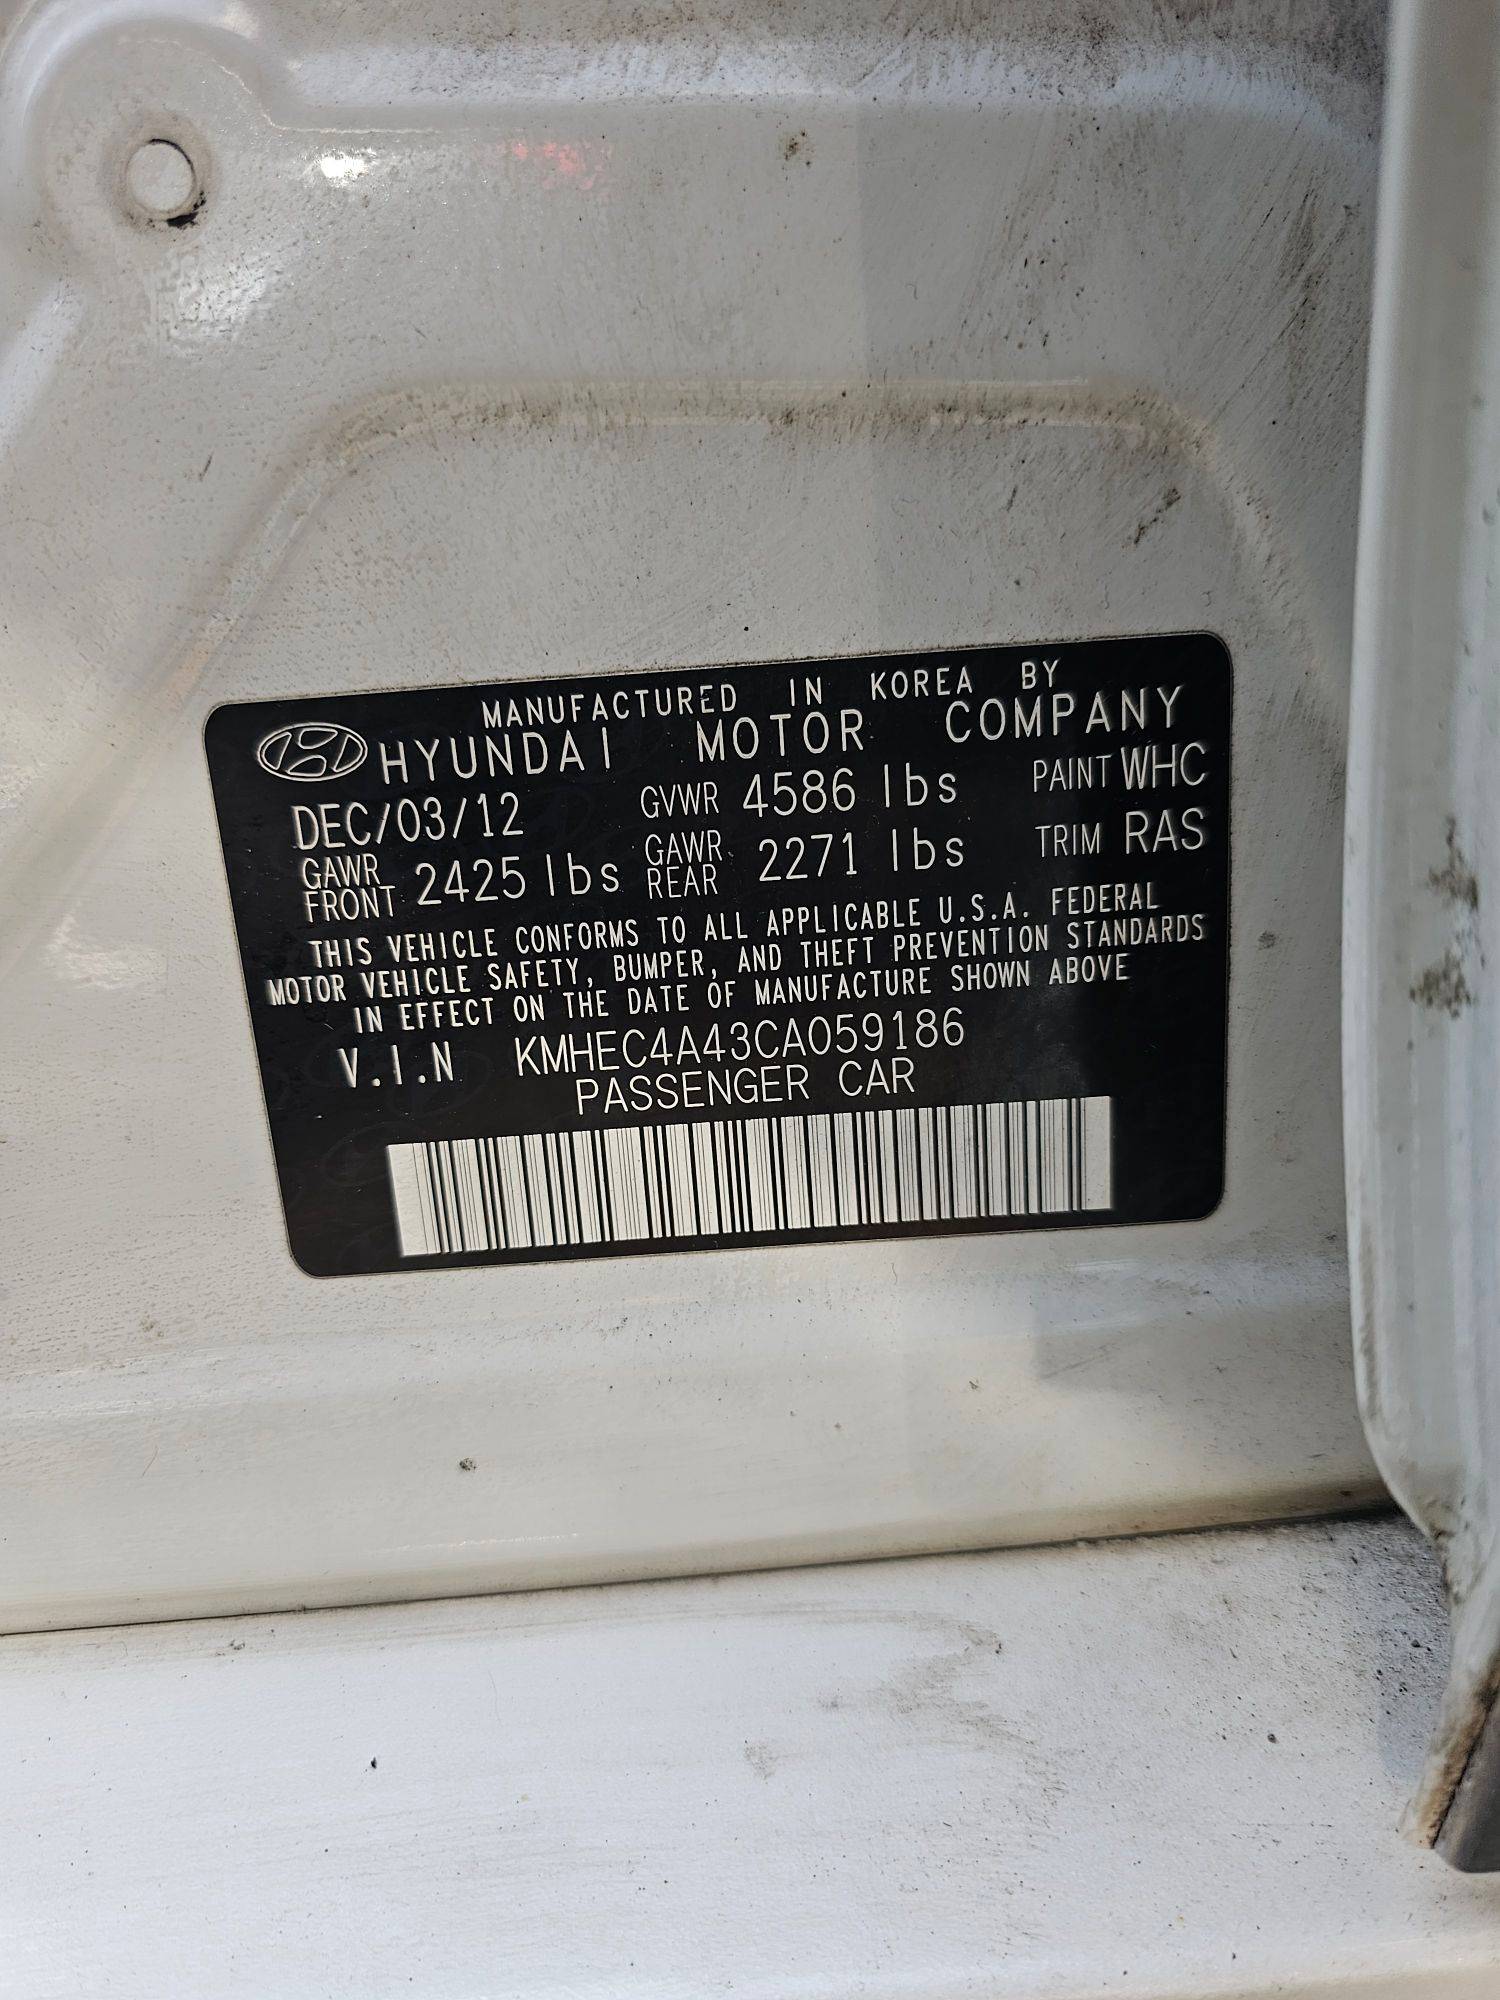 MANUFACTURED IN KOREA BY
HYUNDAI MOTOR COMPANY
DEC/03/12 GVWR 4586 lbs PAINT WHC
GAWR FRONT 2425 lbs GAWR REAR 2271 lbs TRIM RAS
THIS VEHICLE CONFORMS TO ALL APPLICABLE U.S.A. FEDERAL
MOTOR VEHICLE SAFETY, BUMPER, AND THEFT PREVENTION STANDARDS
IN EFFECT ON THE DATE OF MANUFACTURE SHOWN ABOVE
V.I.N KMHEC4A43CA059186
PASSENGER CAR